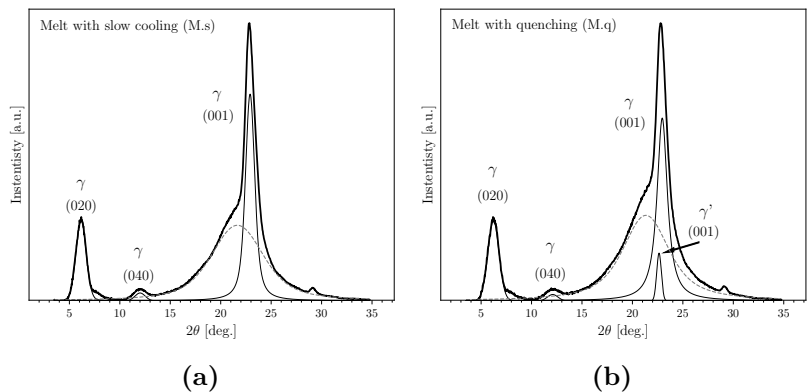 Melt with slow cooling (M.s)
γ
(001)
γ
(020)
γ
(040)
Instentisty [a.u.]
5 10 15 20 25 30 35
2θ [deg.]
(a)
Melt with quenching (M.q)
γ
(001)
γ
(020)
γ'
(001)
γ
(040)
Instentisty [a.u.]
5 10 15 20 25 30 35
2θ [deg.]
(b)